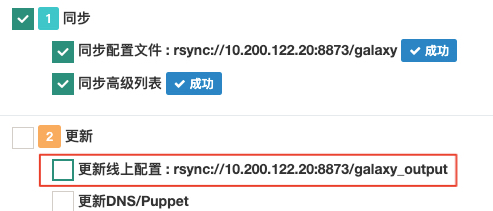 1 同步
同步配置文件 : rsync://10.200.122.20:8873/galaxy 成功
同步高级列表 成功
2 更新
更新线上配置 : rsync://10.200.122.20:8873/galaxy_output
更新DNS/Puppet